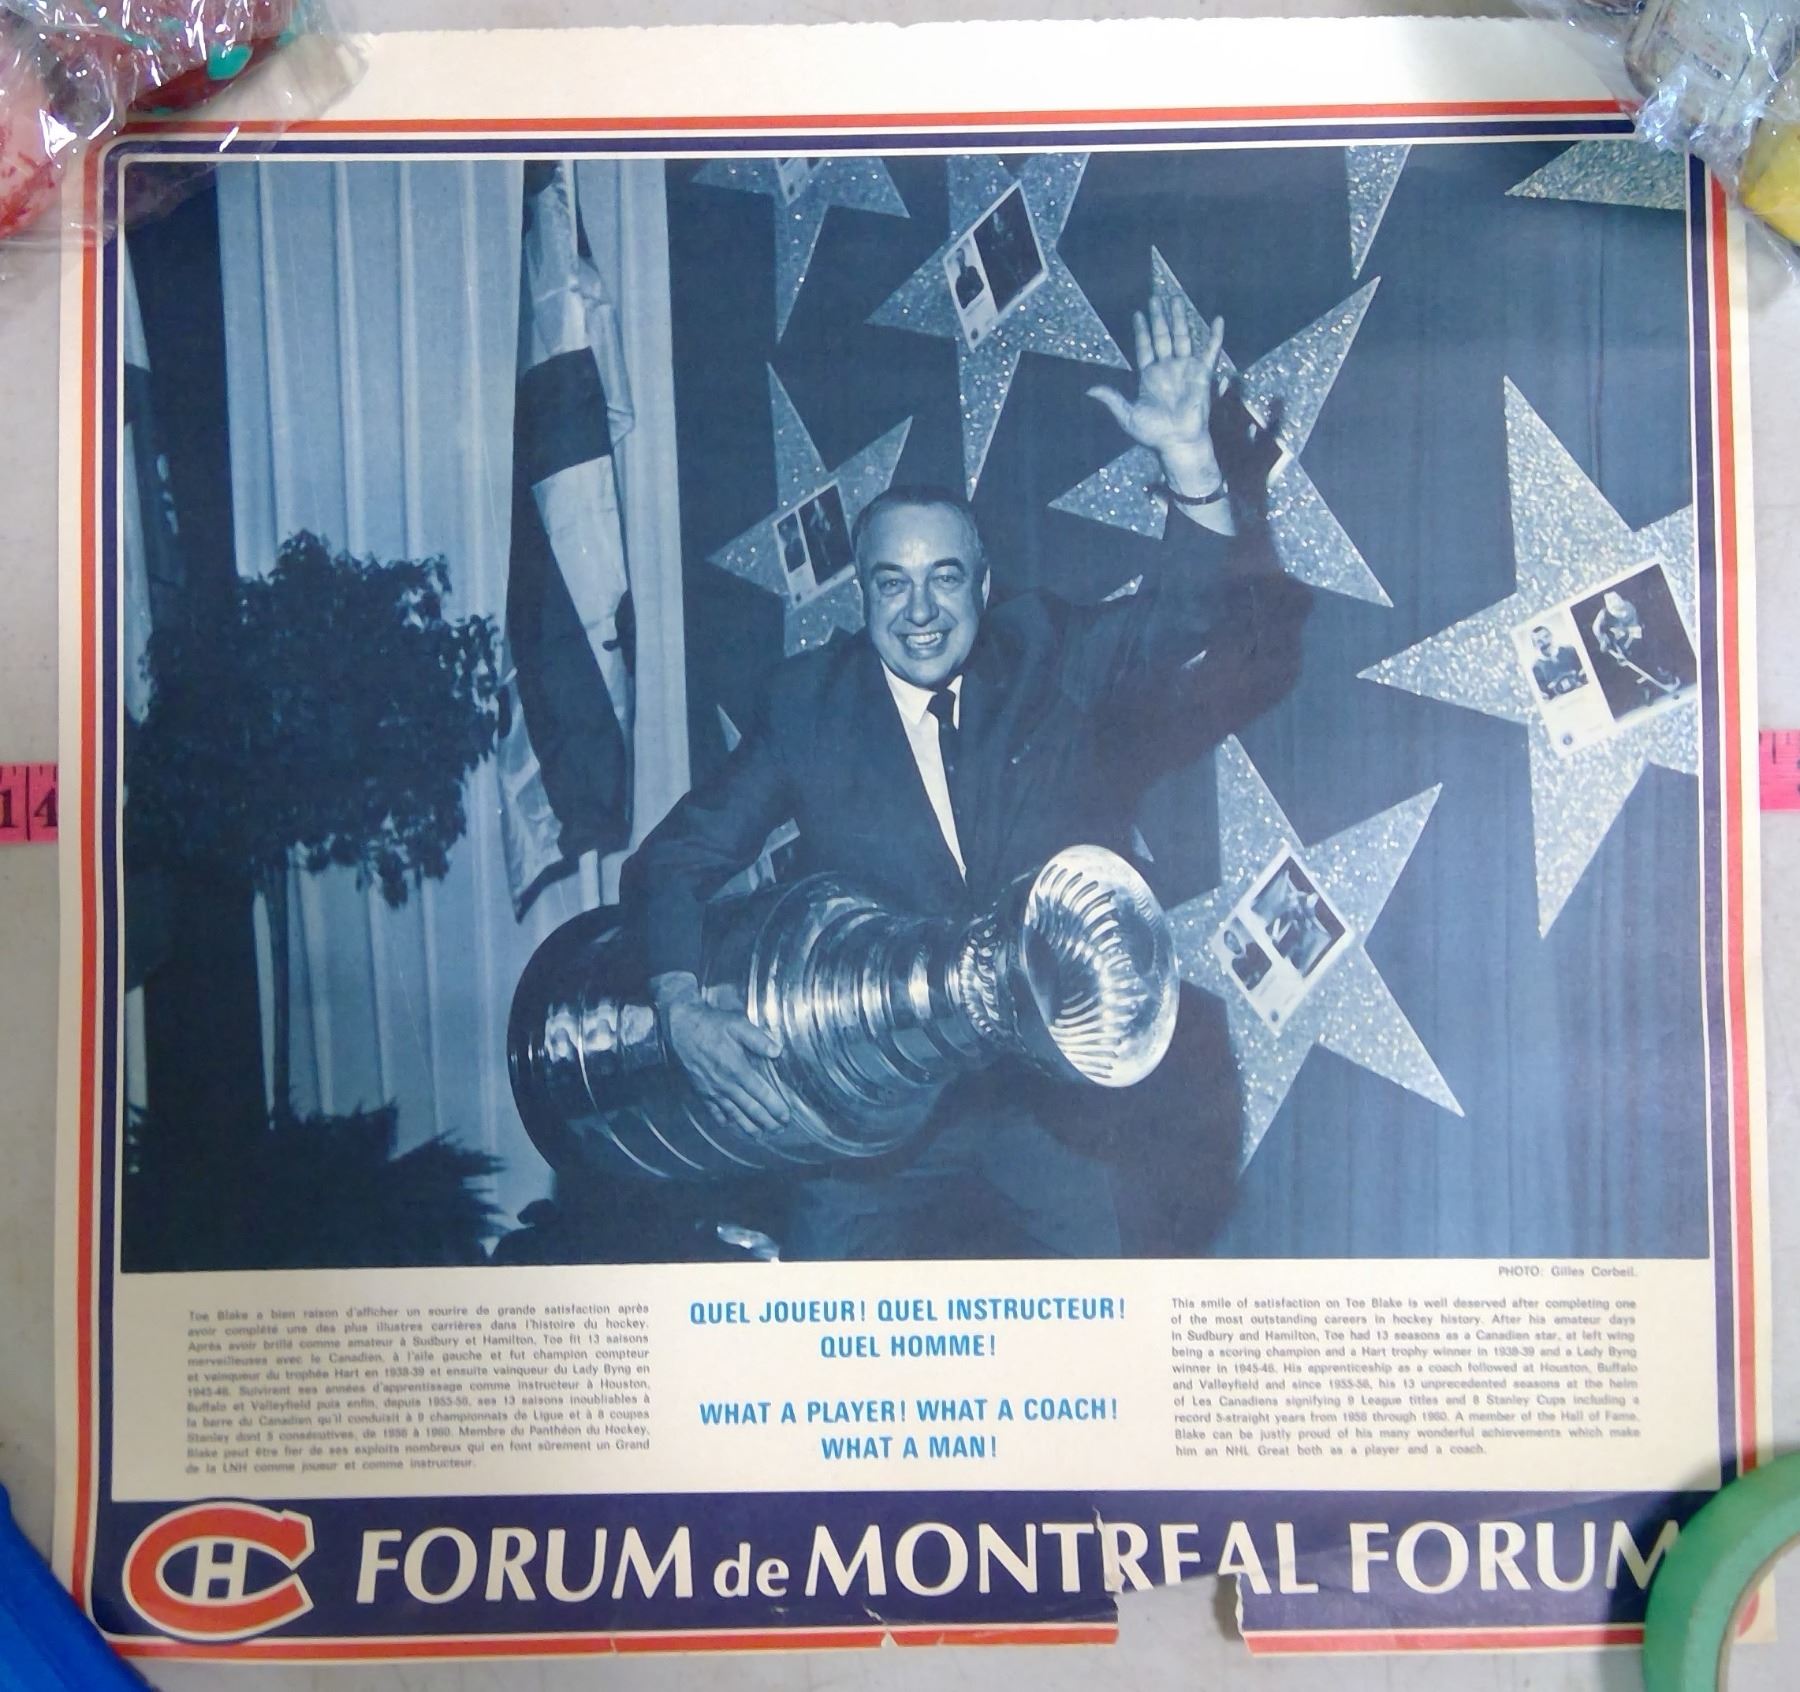 14
PHOTO: Gilles Corbeil.
Toe Blake a bien raison d'afficher un sourire de grande satisfaction après
avoir complété une des plus illustres carrières dans l'histoire du hockey.
Après avoir brillé comme amateur à Sudbury et Hamilton, Toe fit 13 saisons
merveilleuses avec le Canadien, à l'aile gauche et fut champion compteur
et vainqueur du trophée Hart en 1938-39 et ensuite vainqueur du Lady Byng en
1945-46. Suivirent ses années d'apprentissage comme instructeur à Houston,
Buffalo et Valleyfield puis enfin, depuis 1955-56, ses 13 saisons inoubliables à
la barre du Canadien qu'il conduisit à 9 championnats de Ligue et à 8 coupes
Stanley dont 5 consécutives, de 1956 à 1960. Membre du Panthéon du Hockey,
Blake peut être fier de ses exploits nombreux qui en font sûrement un Grand
de la LNH comme joueur et comme instructeur.
QUEL JOUEUR! QUEL INSTRUCTEUR!
QUEL HOMME!
WHAT A PLAYER! WHAT A COACH!
WHAT A MAN!
This smile of satisfaction on Toe Blake is well deserved after completing one
of the most outstanding careers in hockey history. After his amateur days
in Sudbury and Hamilton, Toe had 13 seasons as a Canadien star, at left wing
being a scoring champion and a Hart trophy winner in 1938-39 and a Lady Byng
winner in 1945-46. His apprenticeship as a coach followed at Houston, Buffalo
and Valleyfield and since 1955-56, his 13 unprecedented seasons at the helm
of Les Canadiens signifying 9 League titles and 8 Stanley Cups including a
record 5-straight years from 1956 through 1960. A member of the Hall of Fame,
Blake can be justly proud of his many wonderful achievements which make
him an NHL Great both as a player and a coach.
CH FORUM de MONTREAL FORUM